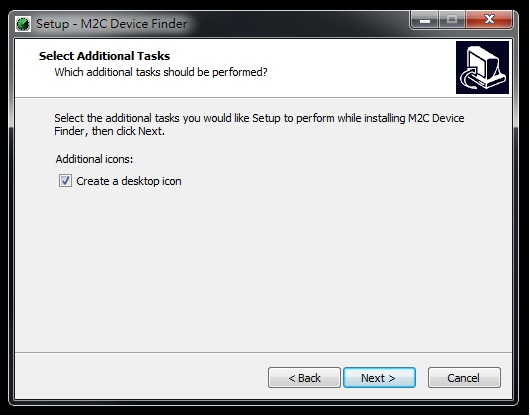 Setup - M2C Device Finder
Select Additional Tasks
Which additional tasks should be performed?
Select the additional tasks you would like Setup to perform while installing M2C Device
Finder, then click Next.
Additional icons:
Create a desktop icon
< Back
Next >
Cancel